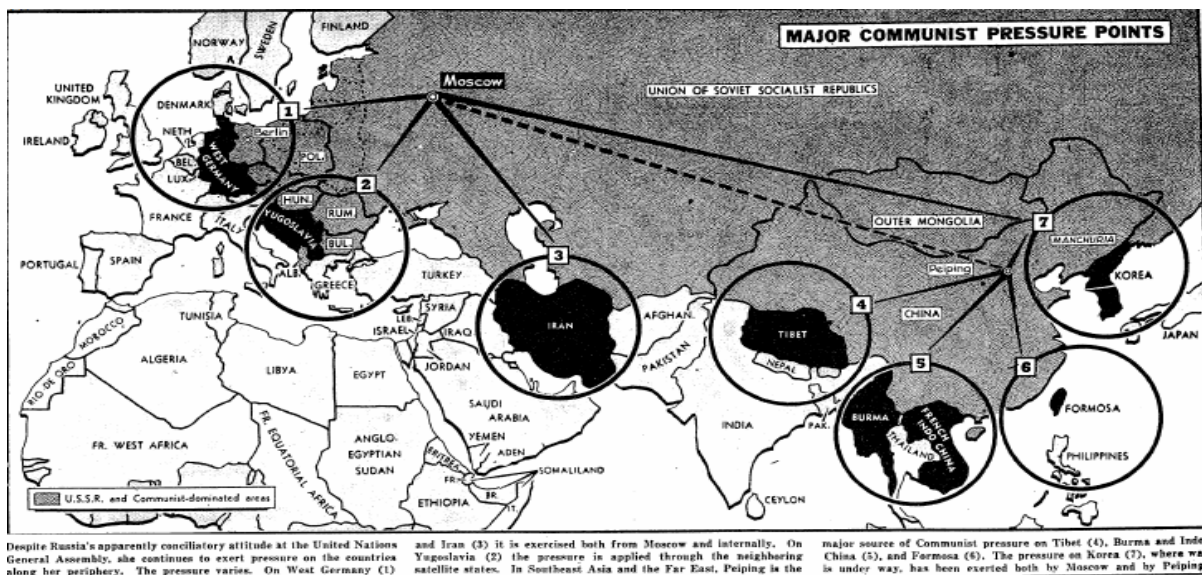 MAJOR COMMUNIST PRESSURE POINTS
FINLAND
NORWAY
SWEDEN
Moscow
UNION OF SOVIET SOCIALIST REPUBLICS
UNITED
KINGDOM
DENMARK
1
IRELAND
NETH
Berlin
BEL.
POL.
WEST
GERMANY
LUX.
2
HUN.
FRANCE
RUM.
ITALY
YUGOSLAVIA
BUL.
OUTER MONGOLIA
7
MANCHURIA
3
Peiping
PORTUGAL
SPAIN
ALB.
GREECE
TURKEY
KOREA
4
TUNISIA
SYRIA
LEB.
AFGHAN.
CHINA
MOROCCO
ISRAEL
IRAQ
IRAN
TIBET
JAPAN
JORDAN
PAKISTAN
NEPAL
5
6
ALGERIA
LIBYA
EGYPT
RIO DE ORO
SAUDI
ARABIA
INDIA
PAK.
BURMA
FRENCH
INDO CHINA
FORMOSA
THAILAND
FR. WEST AFRICA
FR. EQUATORIAL AFRICA
ANGLO
EGYPTIAN
SUDAN
YEMEN
ADEN
ERITREA
PHILIPPINES
FR.
SOMALILAND
BR.
IT.
ETHIOPIA
CEYLON
U.S.S.R. and Communist-dominated areas
Despite Russia's apparently conciliatory attitude at the United Nations
General Assembly, she continues to exert pressure on the countries
along her periphery. The pressure varies. On West Germany (1)
and Iran (3) it is exercised both from Moscow and internally. On
Yugoslavia (2) the pressure is applied through the neighboring
satellite states. In Southeast Asia and the Far East, Peiping is the
major source of Communist pressure on Tibet (4), Burma and Indo
China (5), and Formosa (6). The pressure on Korea (7), where
is under way, has been exerted both by Moscow and by Peiping